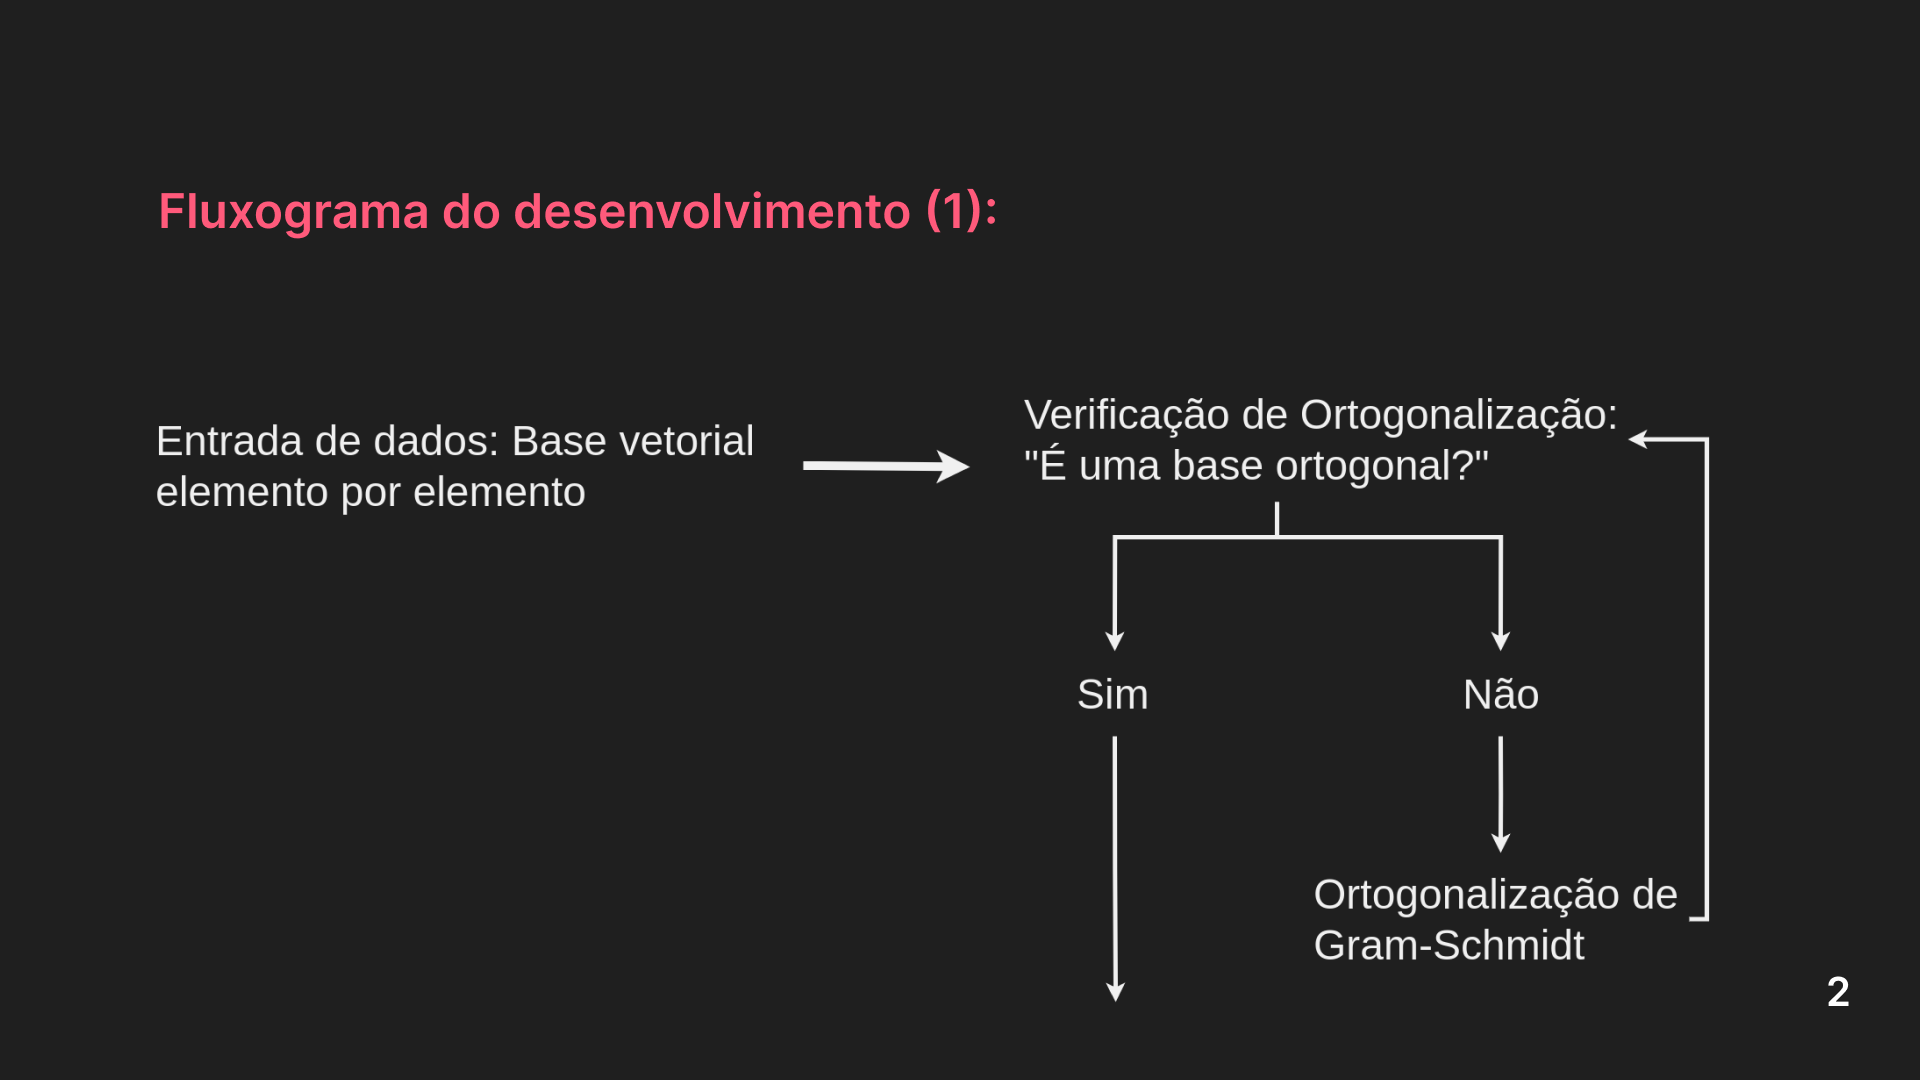 Fluxograma do desenvolvimento (1):
Entrada de dados: Base vetorial
elemento por elemento
Verificação de Ortogonalização:
"É uma base ortogonal?"
Sim
Não
Ortogonalização de
Gram-Schmidt
2